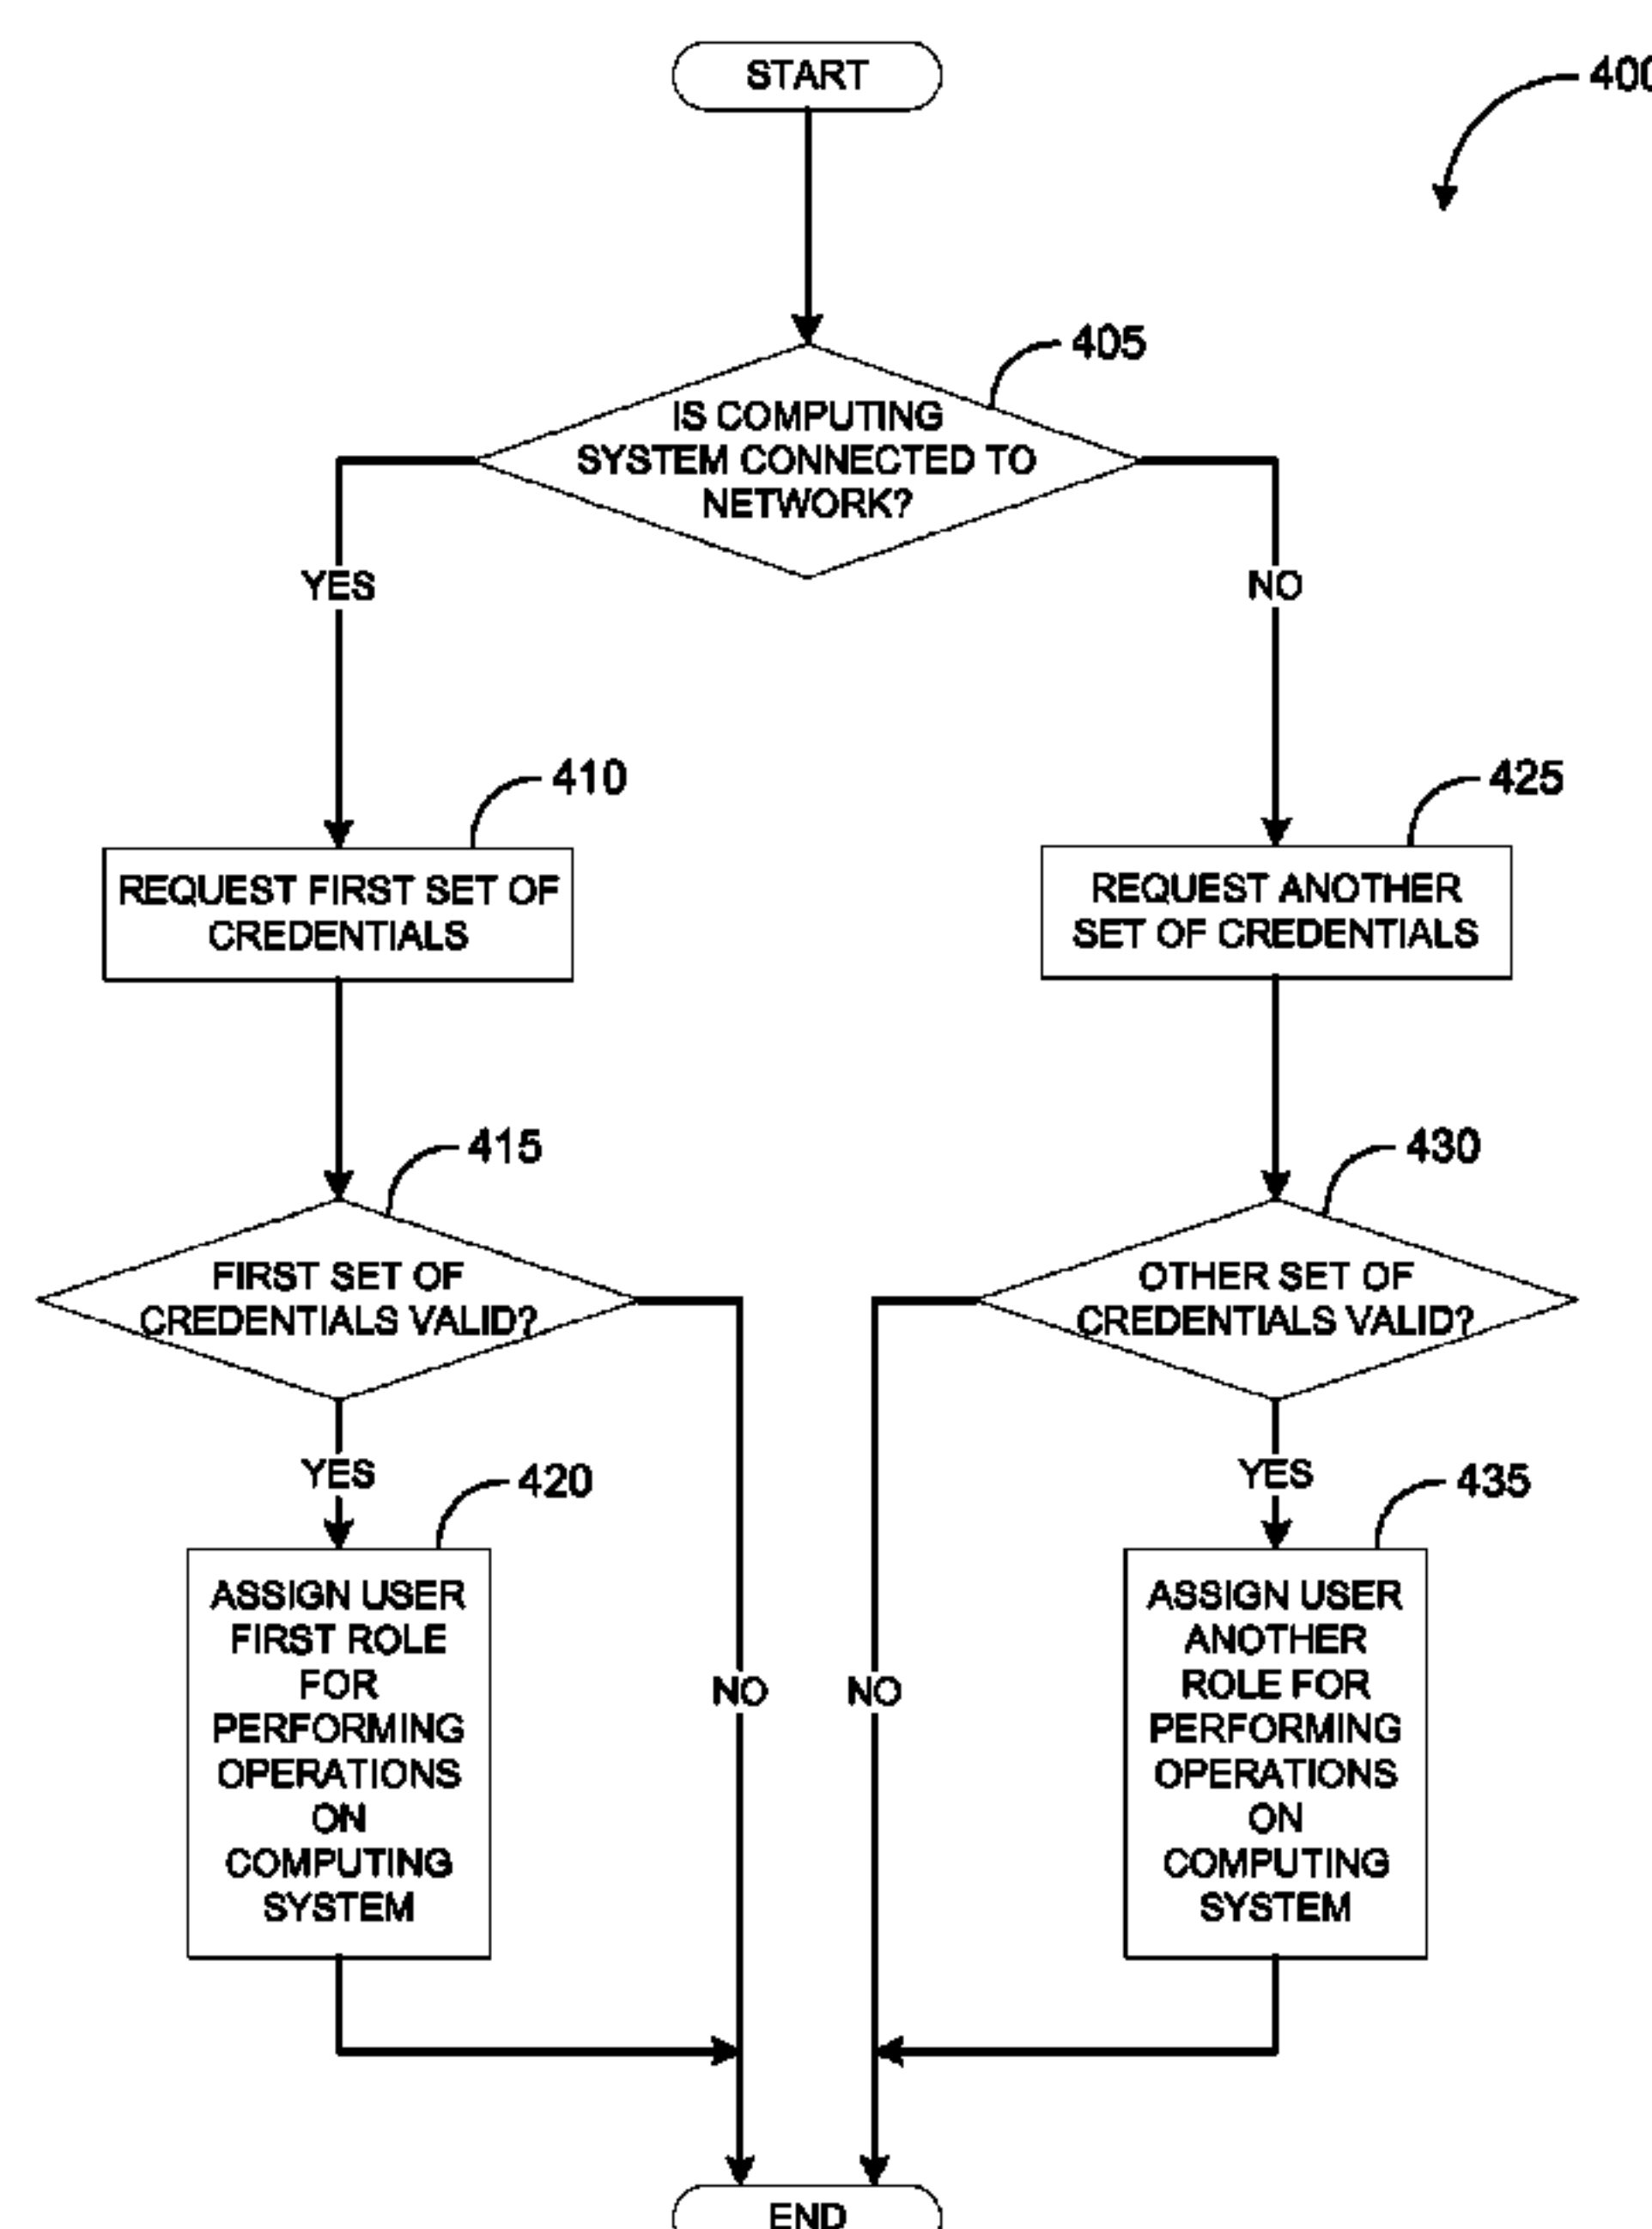 START
400
405
IS COMPUTING
SYSTEM CONNECTED TO
NETWORK?
YES
NO
410
425
REQUEST FIRST SET OF
CREDENTIALS
REQUEST ANOTHER
SET OF CREDENTIALS
415
430
FIRST SET OF
CREDENTIALS VALID?
OTHER SET OF
CREDENTIALS VALID?
YES
YES
420
435
ASSIGN USER
FIRST ROLE
FOR
PERFORMING
OPERATIONS
ON
COMPUTING
SYSTEM
NO
NO
ASSIGN USER
ANOTHER
ROLE FOR
PERFORMING
OPERATIONS
ON
COMPUTING
SYSTEM
END